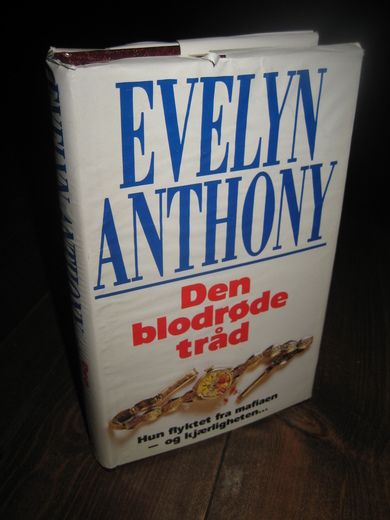 EVELYN
ANTHONY
Den
blodrøde
tråd
Hun flyktet fra mafiaen
– og kjærligheten...
EVELYN ANTHONY